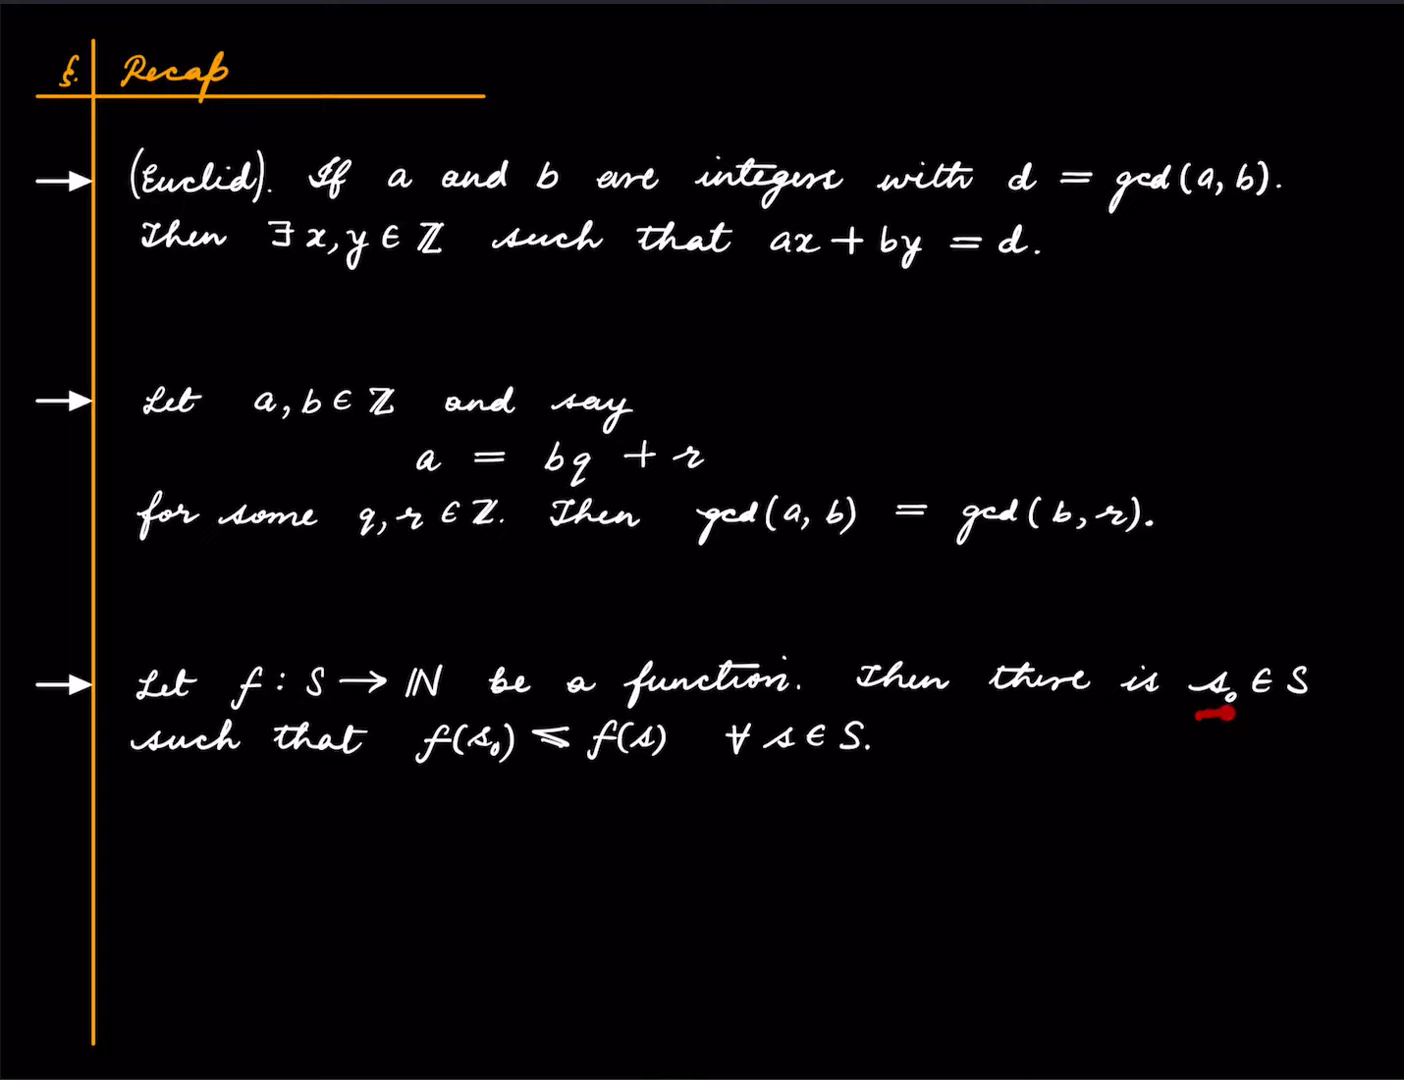 §. Recap
(Euclid). If a and b are integers with d = gcd(a, b).
Then ∃ x, y ∈ ℤ such that ax + by = d.
Let a, b ∈ ℤ and say
a = bq + r
for some q, r ∈ ℤ. Then gcd(a, b) = gcd(b, r).
Let f : S → ℕ be a function. Then there is s₀ ∈ S
such that f(s₀) ≤ f(s) ∀ s ∈ S.